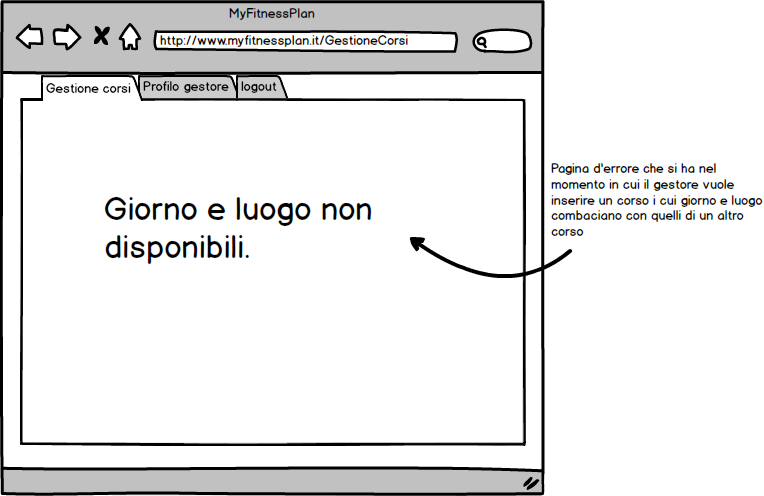 MyFitnessPlan
http://www.myfitnessplan.it/GestioneCorsi
Gestione corsi
Profilo gestore
logout
Giorno e luogo non
disponibili.
Pagina d'errore che si ha nel
momento in cui il gestore vuole
inserire un corso i cui giorno e luogo
combaciano con quelli di un altro
corso